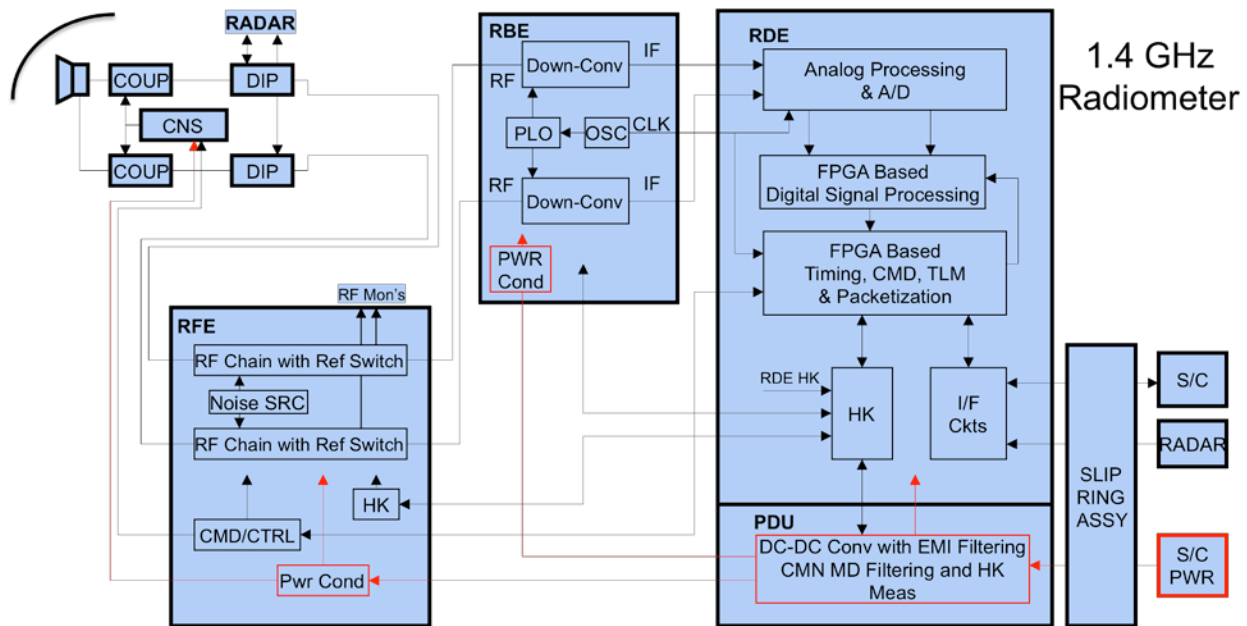 RADAR
COUP
DIP
CNS
COUP
DIP
RBE
Down-Conv
IF
RF
PLO
OSC
CLK
RF
IF
Down-Conv
PWR
Cond
RDE
Analog Processing
& A/D
FPGA Based
Digital Signal Processing
FPGA Based
Timing, CMD, TLM
& Packetization
RDE HK
HK
I/F
Ckts
1.4 GHz
Radiometer
RF Mon's
RFE
RF Chain with Ref Switch
Noise SRC
RF Chain with Ref Switch
HK
CMD/CTRL
Pwr Cond
PDU
DC-DC Conv with EMI Filtering
CMN MD Filtering and HK
Meas
SLIP
RING
ASSY
S/C
RADAR
S/C
PWR